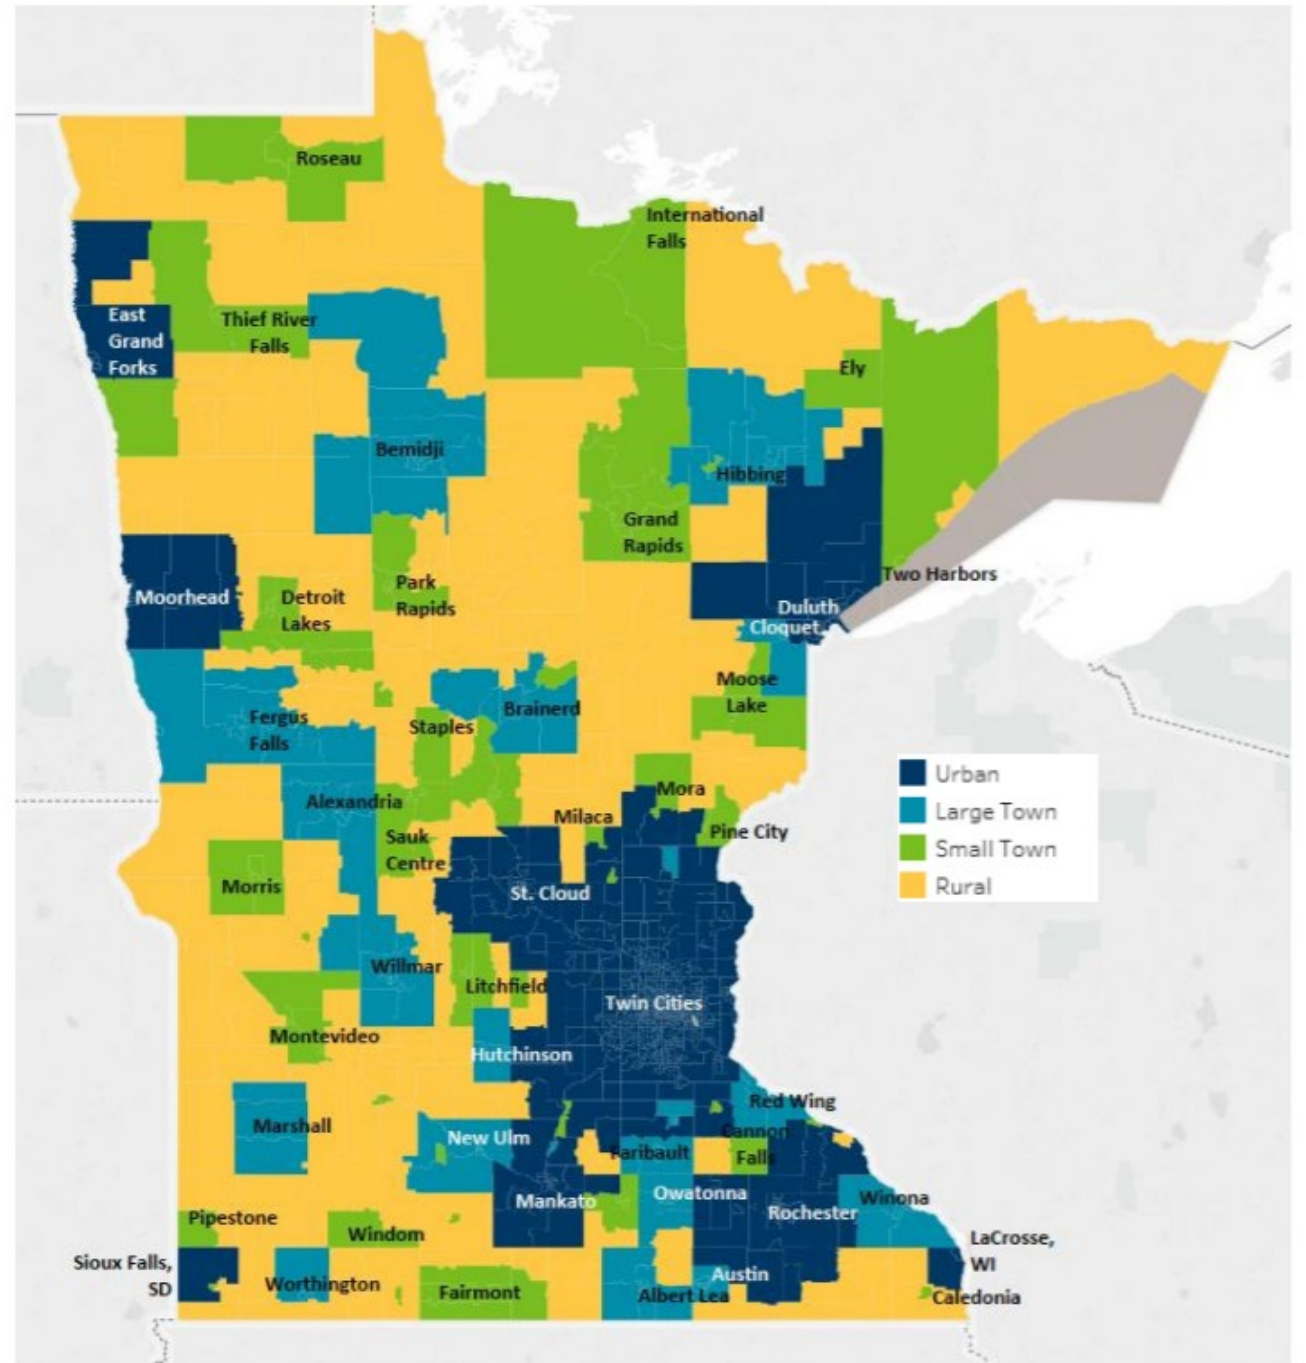 Roseau
International
Falls
East
Grand
Forks
Thief River
Falls
Ely
Bemidji
Hibbing
Grand
Rapids
Two Harbors
Park
Rapids
Moorhead
Detroit
Lakes
Duluth
Cloquet
Moose
Lake
Fergus
Falls
Staples
Brainerd
Urban
Large Town
Small Town
Rural
Alexandria
Mora
Milaca
Pine City
Sauk
Centre
Morris
St. Cloud
Willmar
Litchfield
Twin Cities
Montevideo
Hutchinson
Marshall
New Ulm
Red Wing
Cannon
Falls
Faribault
Mankato
Owatonna
Rochester
Winona
Pipestone
Windom
Sioux Falls,
SD
Worthington
Fairmont
Albert Lea
Austin
LaCrosse,
WI
Caledonia